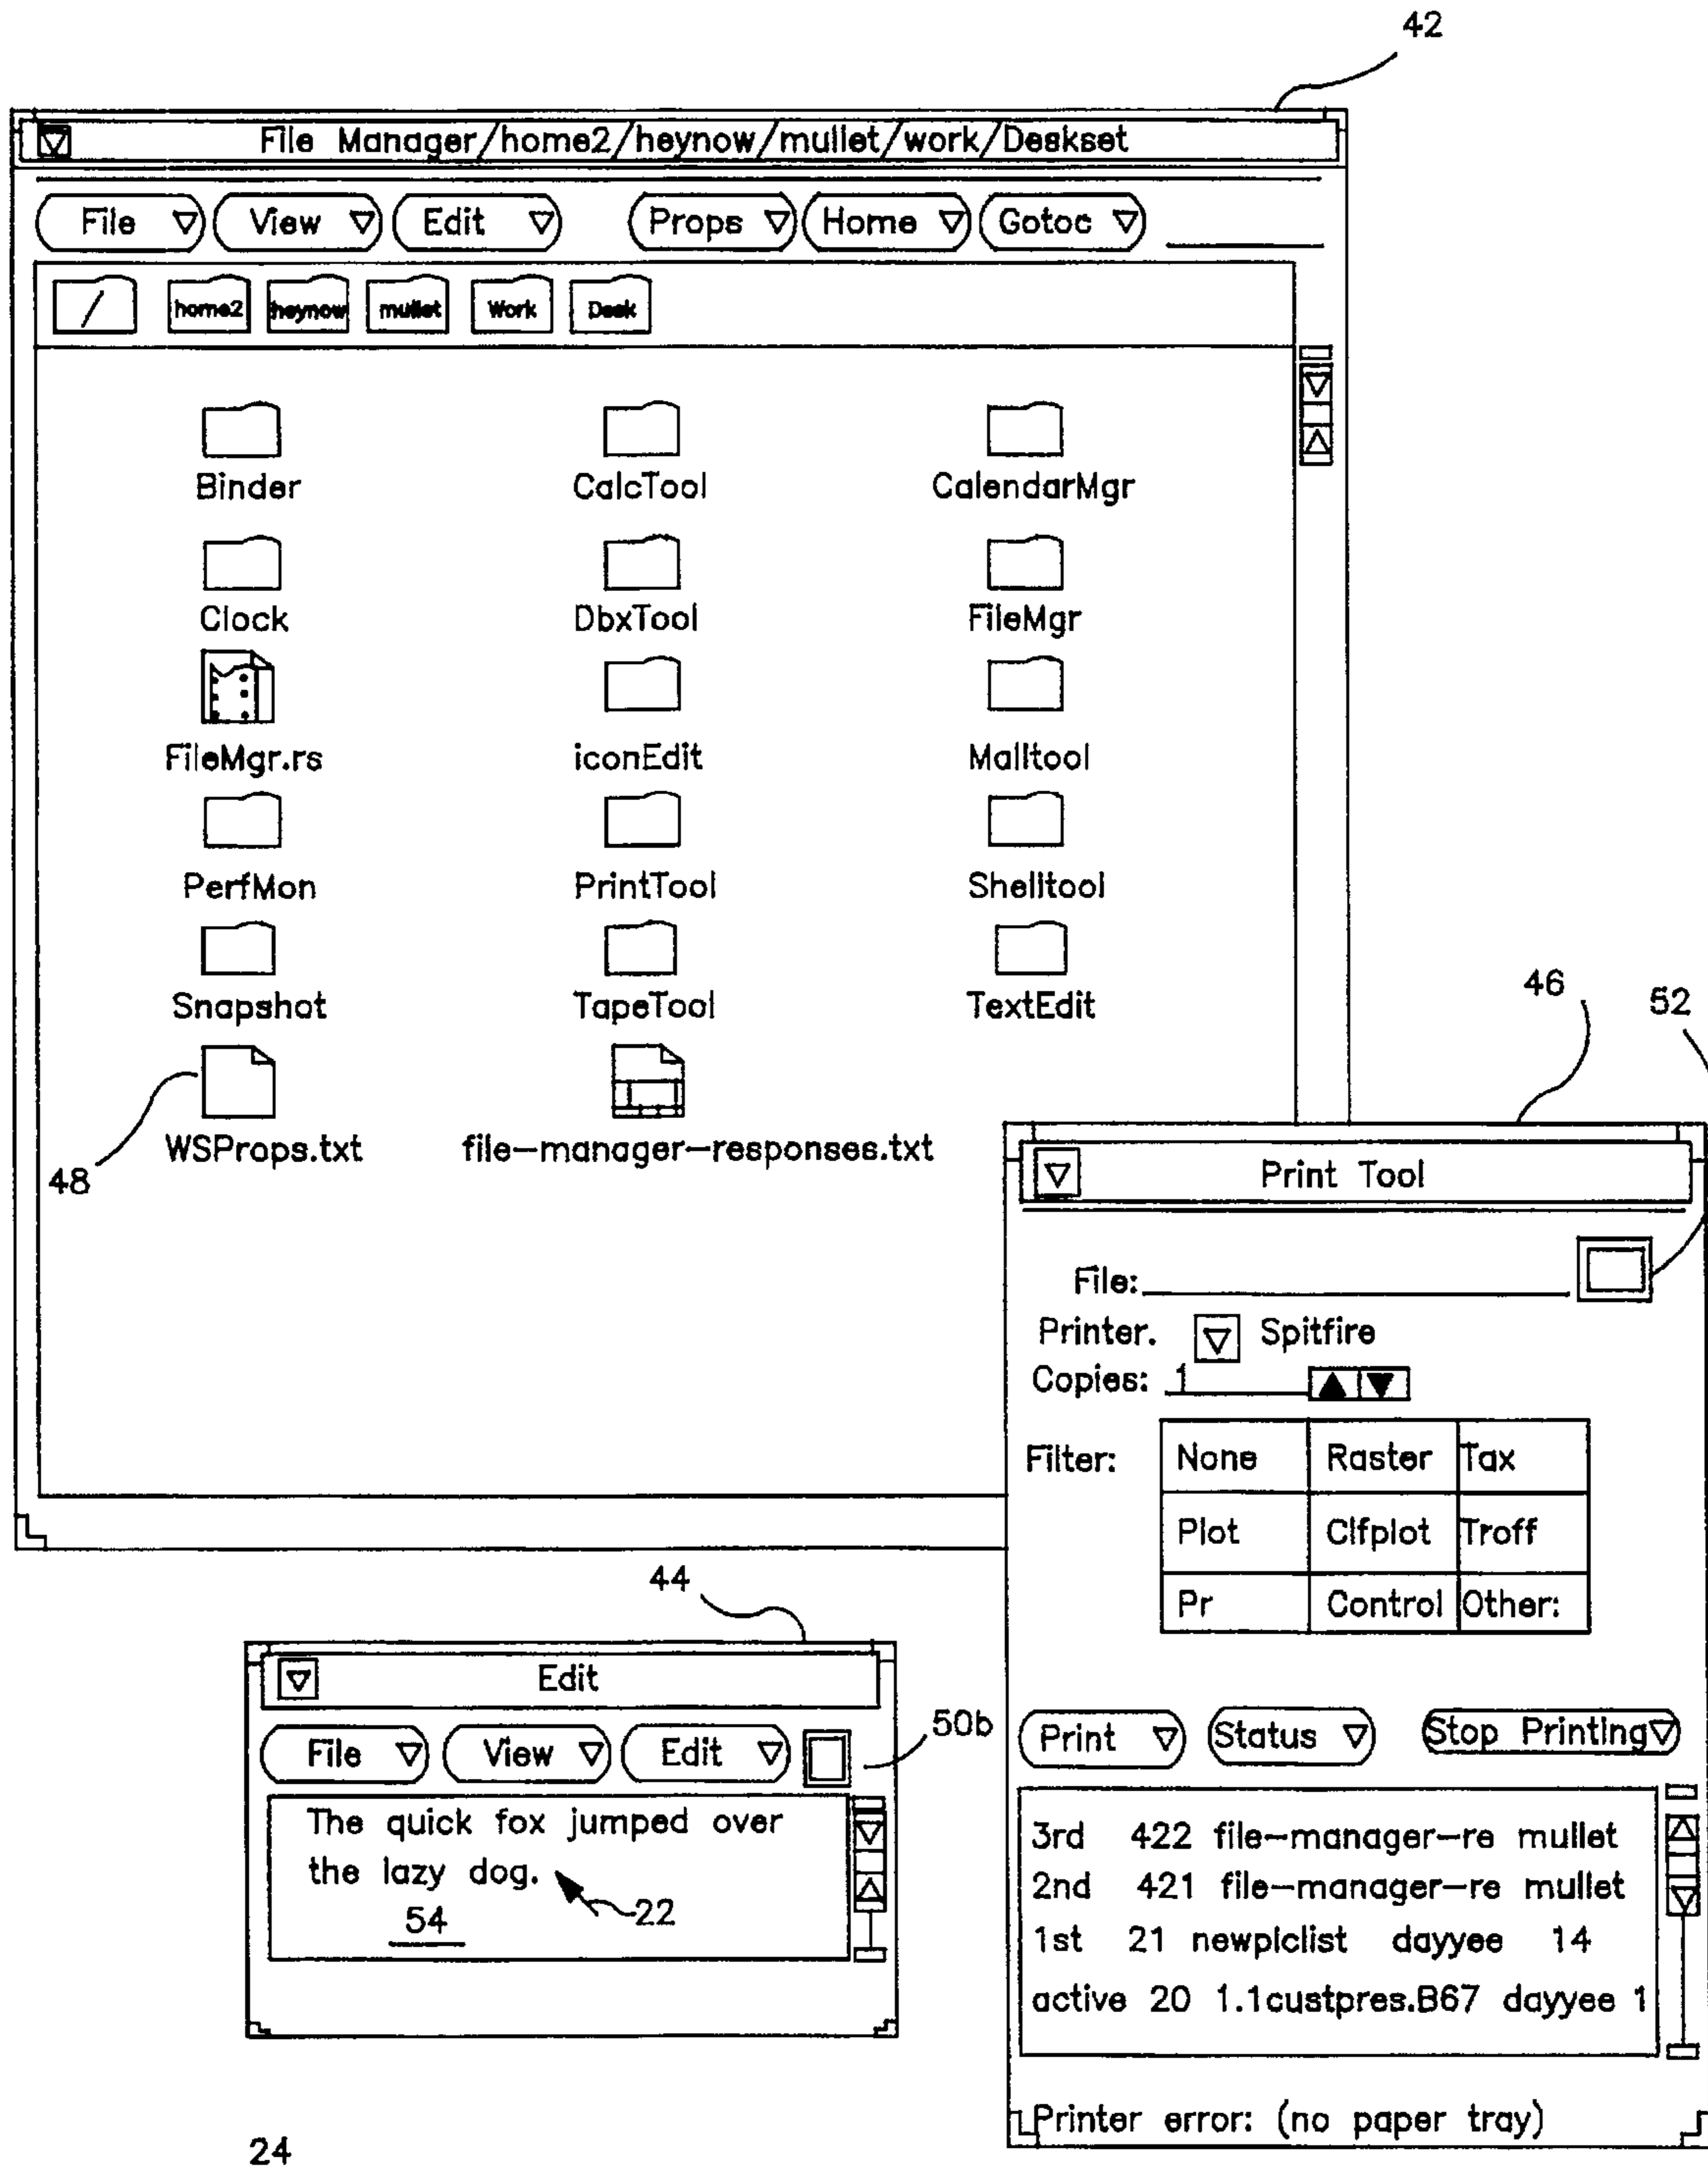 42
File Manager/home2/heynow/mullet/work/Deskset
File View Edit Props Home Gotoc
/ home2 heynow mullet Work Desk
Binder CalcTool CalendarMgr
Clock DbxTool FileMgr
FileMgr.rs iconEdit Malltool
PerfMon PrintTool Shelltool
Snapshot TapeTool TextEdit
46
52
48
WSProps.txt file-manager-responses.txt
Print Tool
File:
Printer. Spitfire
Copies: 1
Filter: None Raster Tax
Plot Clfplot Troff
Pr Control Other:
44
Edit
50b
File View Edit
The quick fox jumped over
the lazy dog.
22
54
Print Status Stop Printing
3rd 422 file-manager-re mullet
2nd 421 file-manager-re mullet
1st 21 newplclist dayyee 14
active 20 1.1custpres.B67 dayyee 1
Printer error: (no paper tray)
24